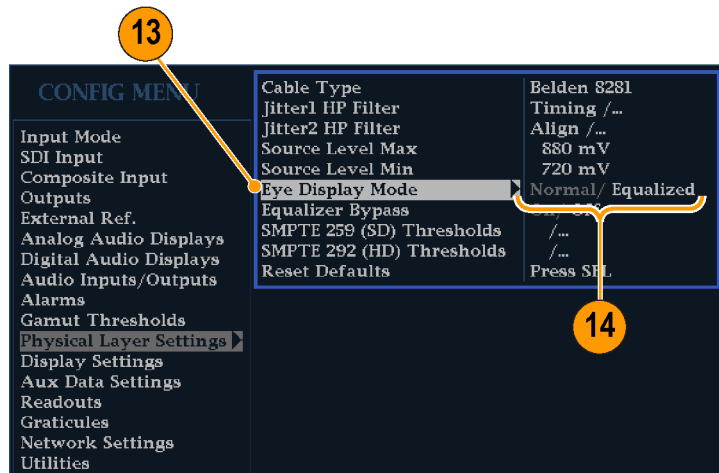 13
CONFIG MENU
Input Mode
SDI Input
Composite Input
Outputs
External Ref.
Analog Audio Displays
Digital Audio Displays
Audio Inputs/Outputs
Alarms
Gamut Thresholds
Physical Layer Settings
Display Settings
Aux Data Settings
Readouts
Graticules
Network Settings
Utilities
Cable Type Belden 8281
Jitter1 HP Filter Timing /...
Jitter2 HP Filter Align /...
Source Level Max 880 mV
Source Level Min 720 mV
Eye Display Mode Normal/ Equalized
Equalizer Bypass On/ Off
SMPTE 259 (SD) Thresholds /...
SMPTE 292 (HD) Thresholds /...
Reset Defaults Press SEL
14